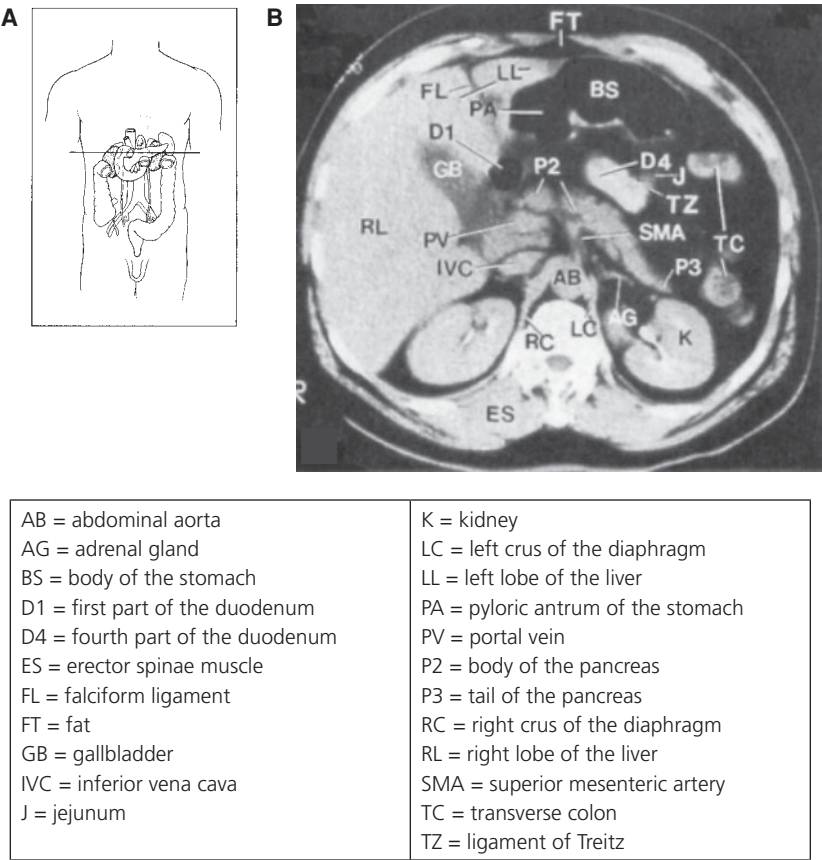 A
B
FT
LL
FL
BS
PA
D1
D4
J
GB
P2
TZ
RL
PV
SMA
TC
IVC
AB
P3
R
RC
LC
AG
K
ES
AB = abdominal aorta
AG = adrenal gland
BS = body of the stomach
D1 = first part of the duodenum
D4 = fourth part of the duodenum
ES = erector spinae muscle
FL = falciform ligament
FT = fat
GB = gallbladder
IVC = inferior vena cava
J = jejunum
K = kidney
LC = left crus of the diaphragm
LL = left lobe of the liver
PA = pyloric antrum of the stomach
PV = portal vein
P2 = body of the pancreas
P3 = tail of the pancreas
RC = right crus of the diaphragm
RL = right lobe of the liver
SMA = superior mesenteric artery
TC = transverse colon
TZ = ligament of Treitz